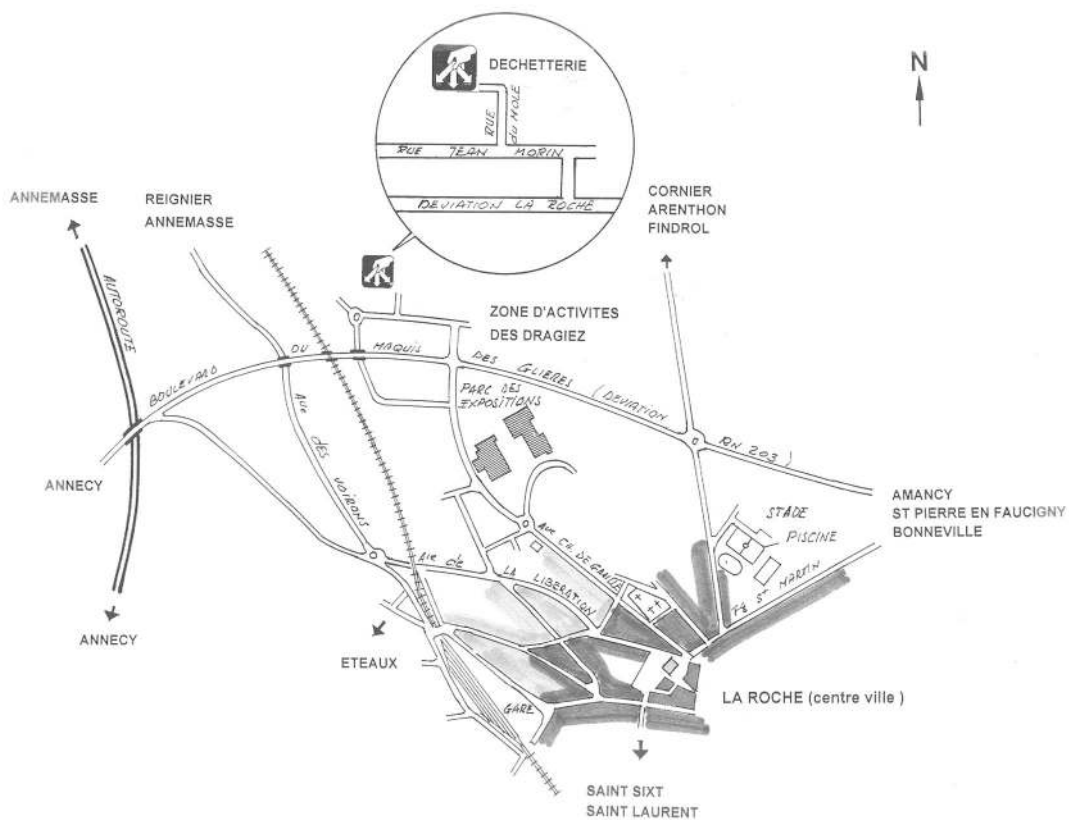 DECHETTERIE
RUE
du MOLE
RUE JEAN MORIN
DEVIATION LA ROCHE
N
ANNEMASSE
REIGNIER
ANNEMASSE
CORNIER
ARENTHON
FINDROL
AUTOROUTE
ZONE D'ACTIVITES
DES DRAGIEZ
BOULEVARD DU MAQUIS DES GLIERES (DEVIATION RN 203)
PARC DES
EXPOSITIONS
AVE DES VOIRONS
ANNECY
AMANCY
ST PIERRE EN FAUCIGNY
BONNEVILLE
STADE
PISCINE
AVE CH. DE GAULLE
AVE de LA LIBERATION
FG ST MARTIN
ANNECY
ETEAUX
GARE
LA ROCHE (centre ville )
SAINT SIXT
SAINT LAURENT